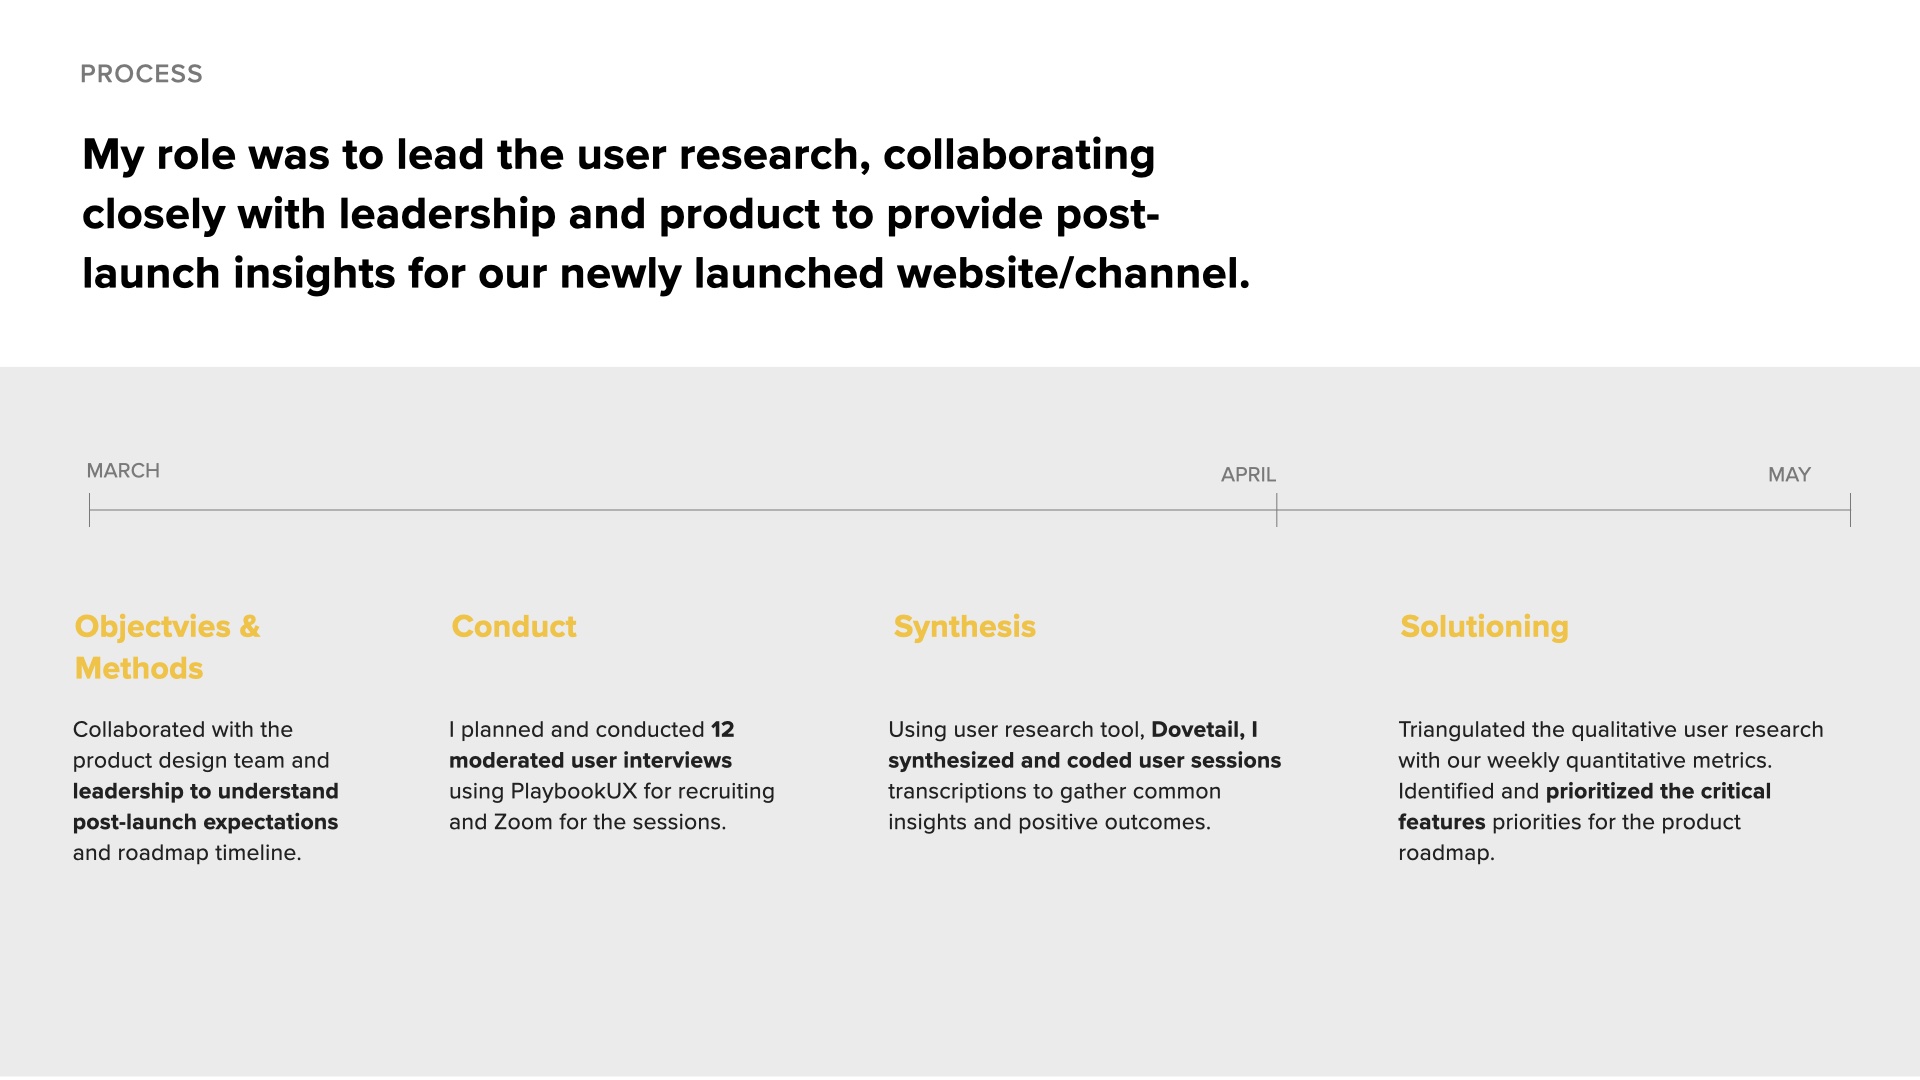 PROCESS
My role was to lead the user research, collaborating
closely with leadership and product to provide post-
launch insights for our newly launched website/channel.
MARCH
APRIL
MAY
Objectvies &
Methods
Collaborated with the
product design team and
leadership to understand
post-launch expectations
and roadmap timeline.
Conduct
I planned and conducted 12
moderated user interviews
using PlaybookUX for recruiting
and Zoom for the sessions.
Synthesis
Using user research tool, Dovetail, I
synthesized and coded user sessions
transcriptions to gather common
insights and positive outcomes.
Solutioning
Triangulated the qualitative user research
with our weekly quantitative metrics.
Identified and prioritized the critical
features priorities for the product
roadmap.